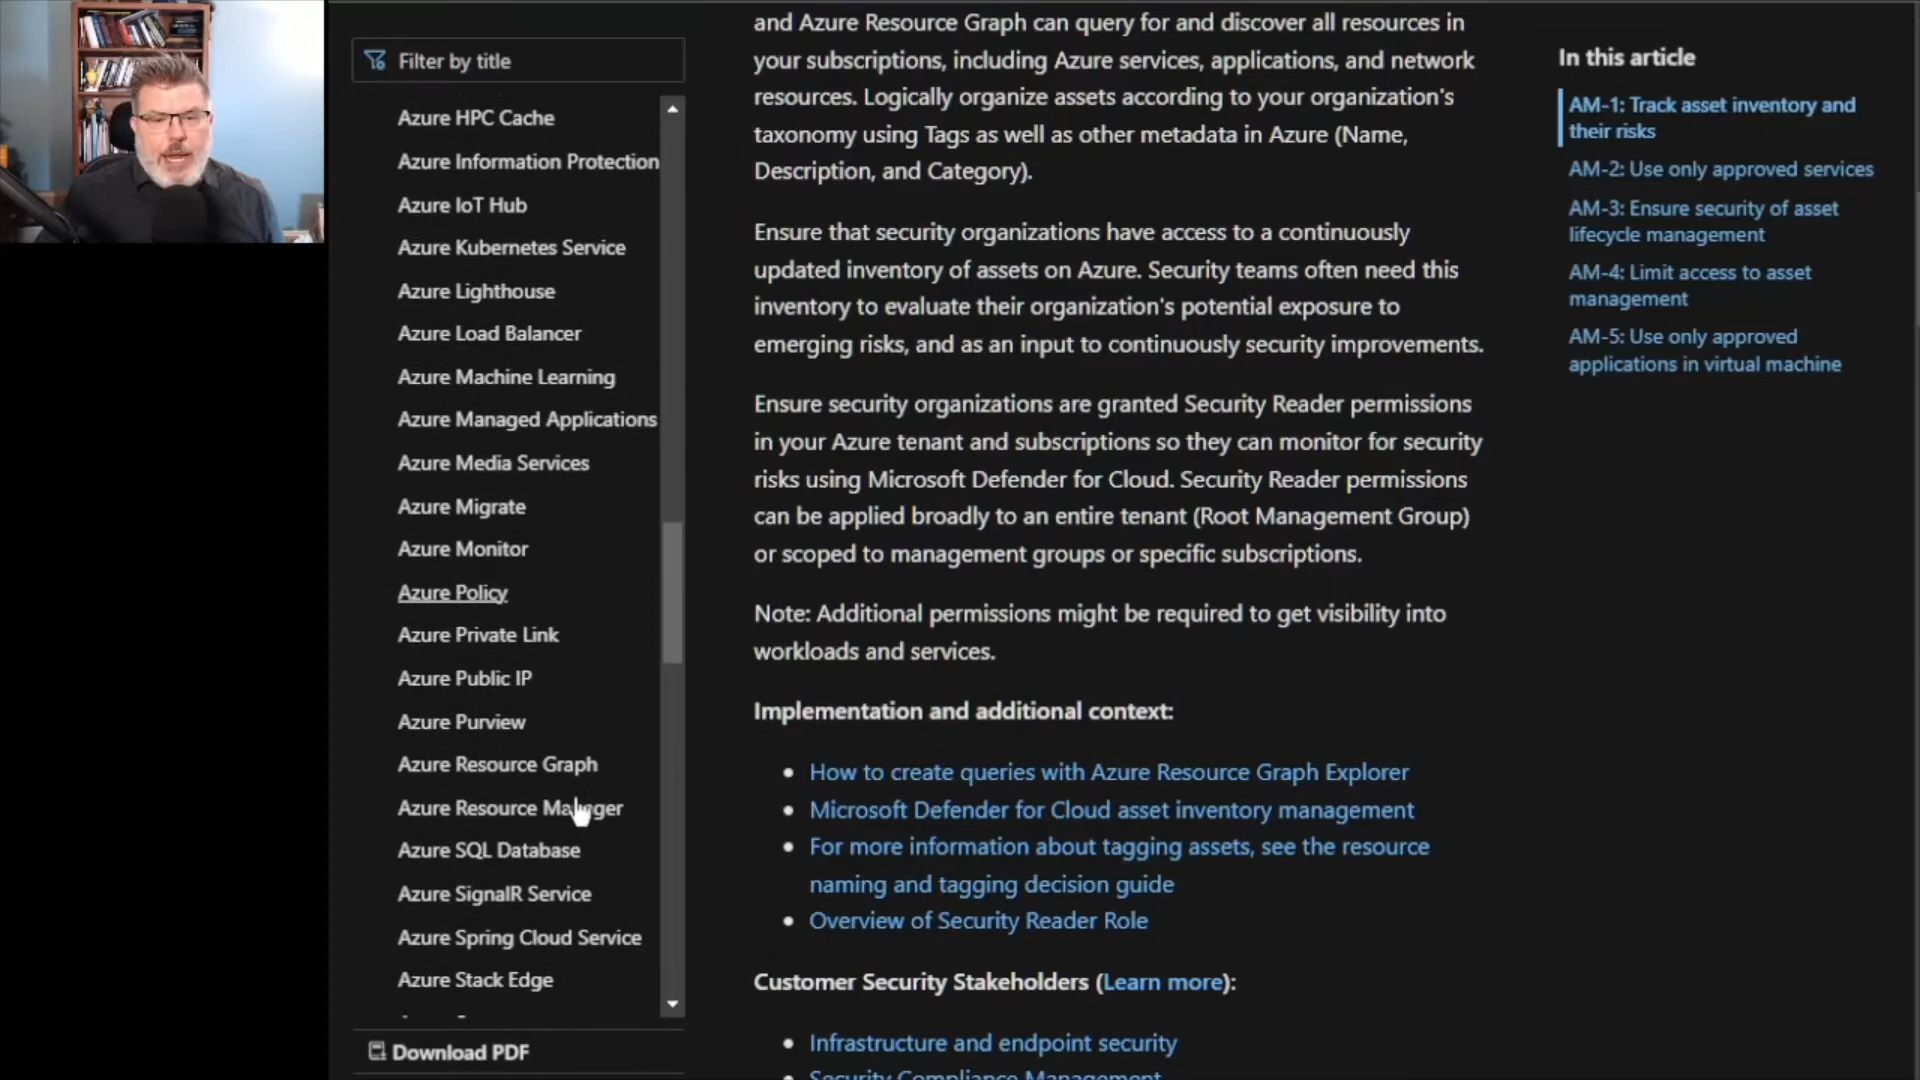 Filter by title
Azure HPC Cache
Azure Information Protection
Azure IoT Hub
Azure Kubernetes Service
Azure Lighthouse
Azure Load Balancer
Azure Machine Learning
Azure Managed Applications
Azure Media Services
Azure Migrate
Azure Monitor
Azure Policy
Azure Private Link
Azure Public IP
Azure Purview
Azure Resource Graph
Azure Resource Manager
Azure SQL Database
Azure SignalR Service
Azure Spring Cloud Service
Azure Stack Edge
Download PDF
and Azure Resource Graph can query for and discover all resources in
your subscriptions, including Azure services, applications, and network
resources. Logically organize assets according to your organization's
taxonomy using Tags as well as other metadata in Azure (Name,
Description, and Category).
Ensure that security organizations have access to a continuously
updated inventory of assets on Azure. Security teams often need this
inventory to evaluate their organization's potential exposure to
emerging risks, and as an input to continuously security improvements.
Ensure security organizations are granted Security Reader permissions
in your Azure tenant and subscriptions so they can monitor for security
risks using Microsoft Defender for Cloud. Security Reader permissions
can be applied broadly to an entire tenant (Root Management Group)
or scoped to management groups or specific subscriptions.
Note: Additional permissions might be required to get visibility into
workloads and services.
Implementation and additional context:
• How to create queries with Azure Resource Graph Explorer
• Microsoft Defender for Cloud asset inventory management
• For more information about tagging assets, see the resource
naming and tagging decision guide
• Overview of Security Reader Role
Customer Security Stakeholders (Learn more):
• Infrastructure and endpoint security
• Security Compliance Management
In this article
AM-1: Track asset inventory and
their risks
AM-2: Use only approved services
AM-3: Ensure security of asset
lifecycle management
AM-4: Limit access to asset
management
AM-5: Use only approved
applications in virtual machine